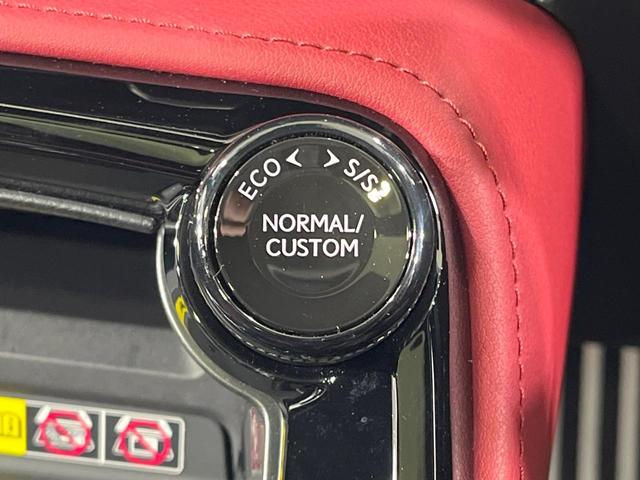 ECO < > S/S+
NORMAL/
CUSTOM